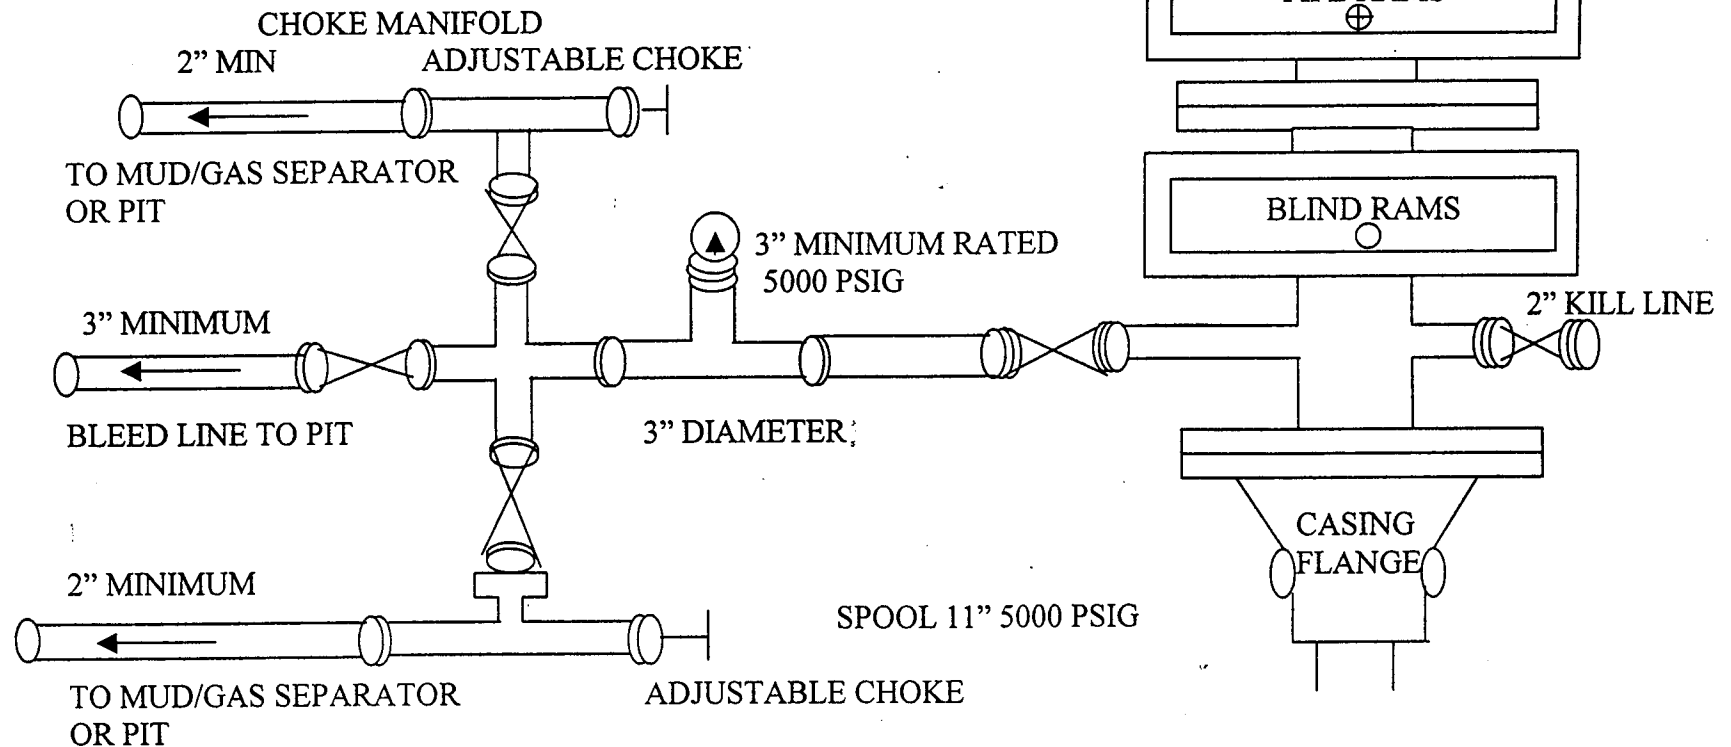 CHOKE MANIFOLD
2” MIN
ADJUSTABLE CHOKE
TO MUD/GAS SEPARATOR
OR PIT
BLIND RAMS
3” MINIMUM RATED
5000 PSIG
2” KILL LINE
3” MINIMUM
BLEED LINE TO PIT
3” DIAMETER
CASING
FLANGE
2” MINIMUM
SPOOL 11” 5000 PSIG
TO MUD/GAS SEPARATOR
OR PIT
ADJUSTABLE CHOKE